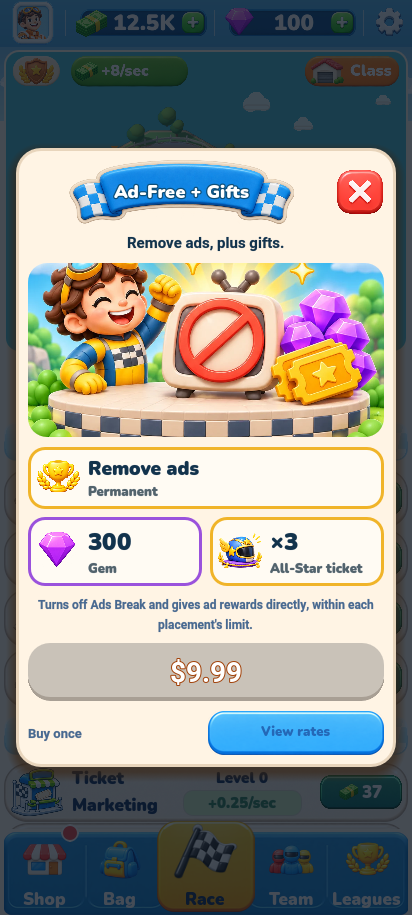 12.5K
100
+8/sec
Class
Ad-Free + Gifts
Remove ads, plus gifts.
Remove ads
Permanent
300
Gem
×3
All-Star ticket
Turns off Ads Break and gives ad rewards directly, within each
placement's limit.
$9.99
Buy once
View rates
Ticket
Marketing
Level 0
+0.25/sec
37
Shop
Bag
Race
Team
Leagues